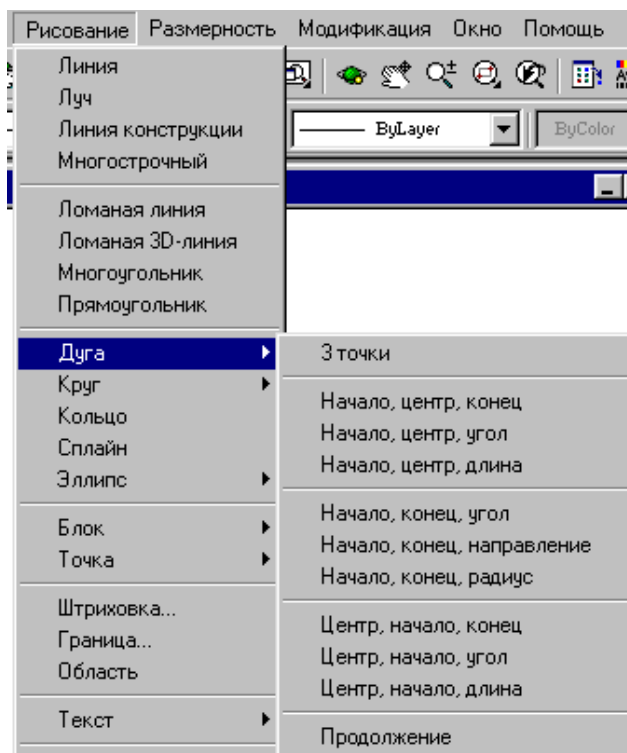 Рисование Размерность Модификация Окно Помощь
Линия
Луч
Линия конструкции
Многострочный
ByLayer
ByColor
Ломаная линия
Ломаная 3D-линия
Многоугольник
Прямоугольник
Дуга
Круг
Кольцо
Сплайн
Эллипс
Блок
Точка
Штриховка...
Граница...
Область
Текст
3 точки
Начало, центр, конец
Начало, центр, угол
Начало, центр, длина
Начало, конец, угол
Начало, конец, направление
Начало, конец, радиус
Центр, начало, конец
Центр, начало, угол
Центр, начало, длина
Продолжение